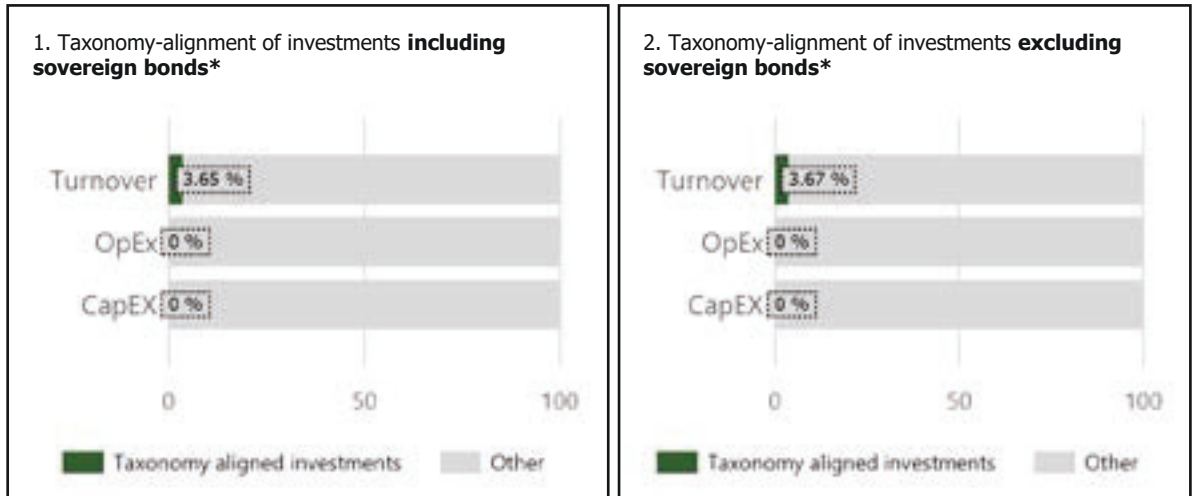 1. Taxonomy-alignment of investments including
sovereign bonds*
Turnover 3.65 %
OpEx 0 %
CapEX 0 %
0 50 100
Taxonomy aligned investments Other
2. Taxonomy-alignment of investments excluding
sovereign bonds*
Turnover 3.67 %
OpEx 0 %
CapEX 0 %
0 50 100
Taxonomy aligned investments Other